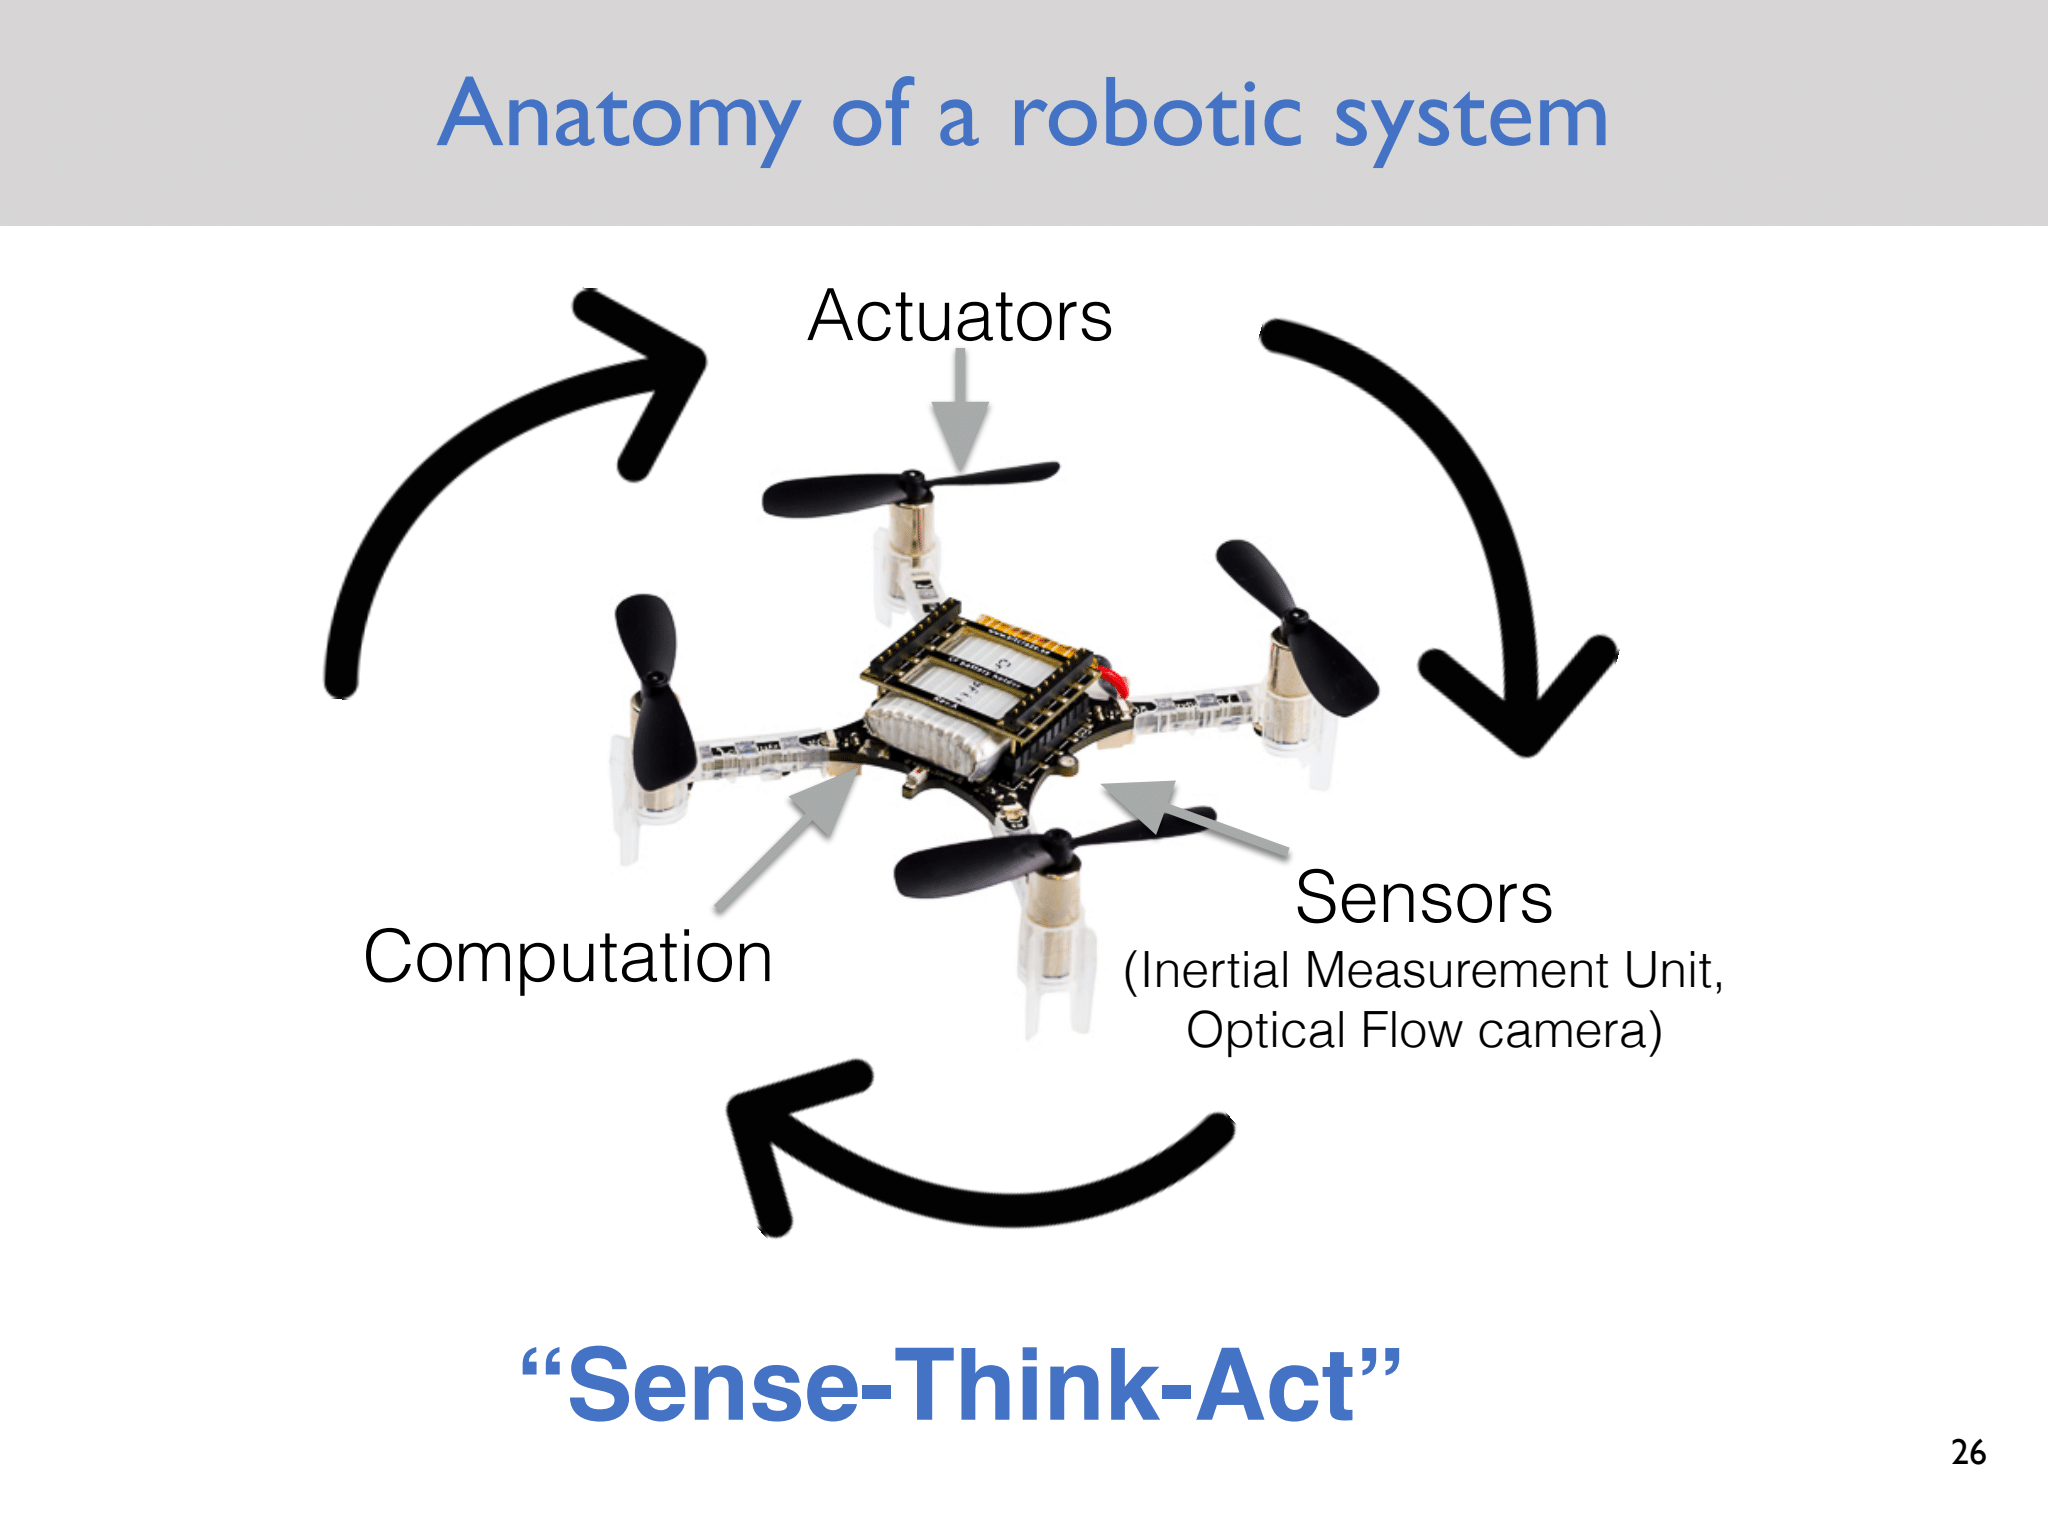 Anatomy of a robotic system
Actuators
Computation
Sensors
(Inertial Measurement Unit,
Optical Flow camera)
“Sense-Think-Act”
26